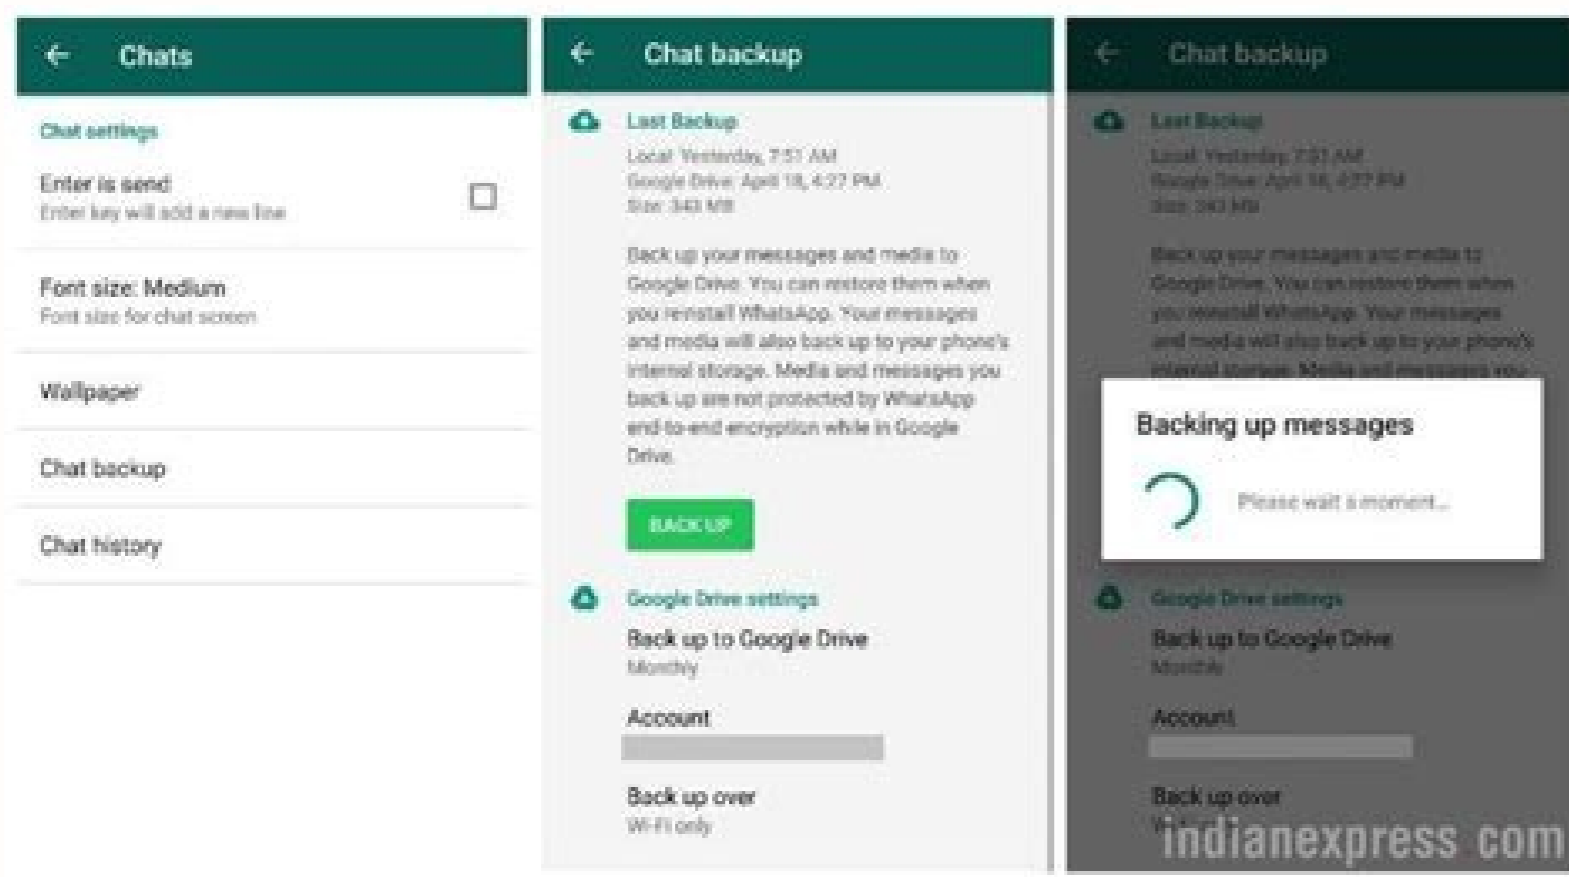 Chats
Chat settings
Enter is send
Enter key will add a new line
Font size: Medium
Font size for chat screen
Wallpaper
Chat backup
Chat history
Chat backup
Last Backup
Local: Yesterday, 7:51 AM
Google Drive: April 18, 4:27 PM
Size: 343 MB
Back up your messages and media to
Google Drive. You can restore them when
you reinstall WhatsApp. Your messages
and media will also back up to your phone's
internal storage. Media and messages you
back up are not protected by WhatsApp
end-to-end encryption while in Google
Drive.
BACK UP
Google Drive settings
Back up to Google Drive
Monthly
Account
Back up over
Wi-Fi only
Chat backup
Last Backup
Local: Yesterday, 7:51 AM
Google Drive: April 18, 4:27 PM
Size: 343 MB
Back up your messages and media to
Google Drive. You can restore them when
you reinstall WhatsApp. Your messages
and media will also back up to your phone's
internal storage. Media and messages you
Backing up messages
Please wait a moment...
Google Drive settings
Back up to Google Drive
Monthly
Account
Back up over
indianexpress com